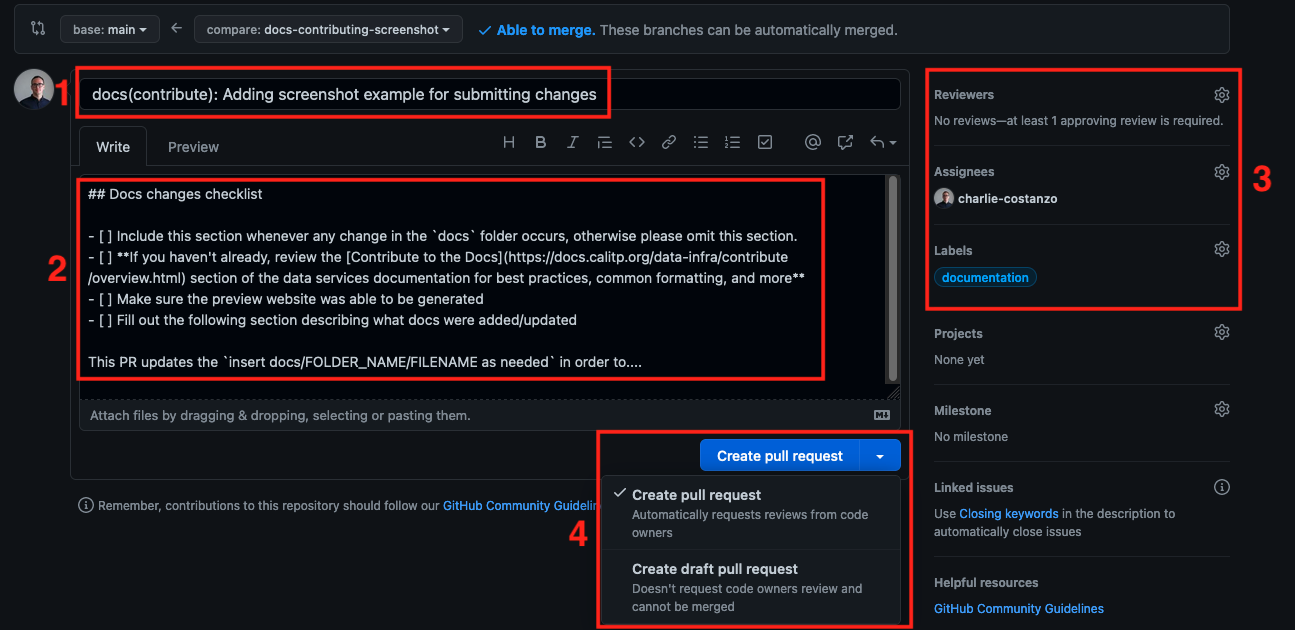 base: main
compare: docs-contributing-screenshot
Able to merge. These branches can be automatically merged.
1
docs(contribute): Adding screenshot example for submitting changes
Write
Preview
H B I
2
## Docs changes checklist
- [ ] Include this section whenever any change in the `docs` folder occurs, otherwise please omit this section.
- [ ] **If you haven't already, review the [Contribute to the Docs](https://docs.calitp.org/data-infra/contribute
/overview.html) section of the data services documentation for best practices, common formatting, and more**
- [ ] Make sure the preview website was able to be generated
- [ ] Fill out the following section describing what docs were added/updated
This PR updates the `insert docs/FOLDER_NAME/FILENAME as needed` in order to....
Attach files by dragging & dropping, selecting or pasting them.
Create pull request
Remember, contributions to this repository should follow our GitHub Community Guidelin
4
Create pull request
Automatically requests reviews from code
owners
Create draft pull request
Doesn't request code owners review and
cannot be merged
3
Reviewers
No reviews—at least 1 approving review is required.
Assignees
charlie-costanzo
Labels
documentation
Projects
None yet
Milestone
No milestone
Linked issues
Use Closing keywords in the description to
automatically close issues
Helpful resources
GitHub Community Guidelines